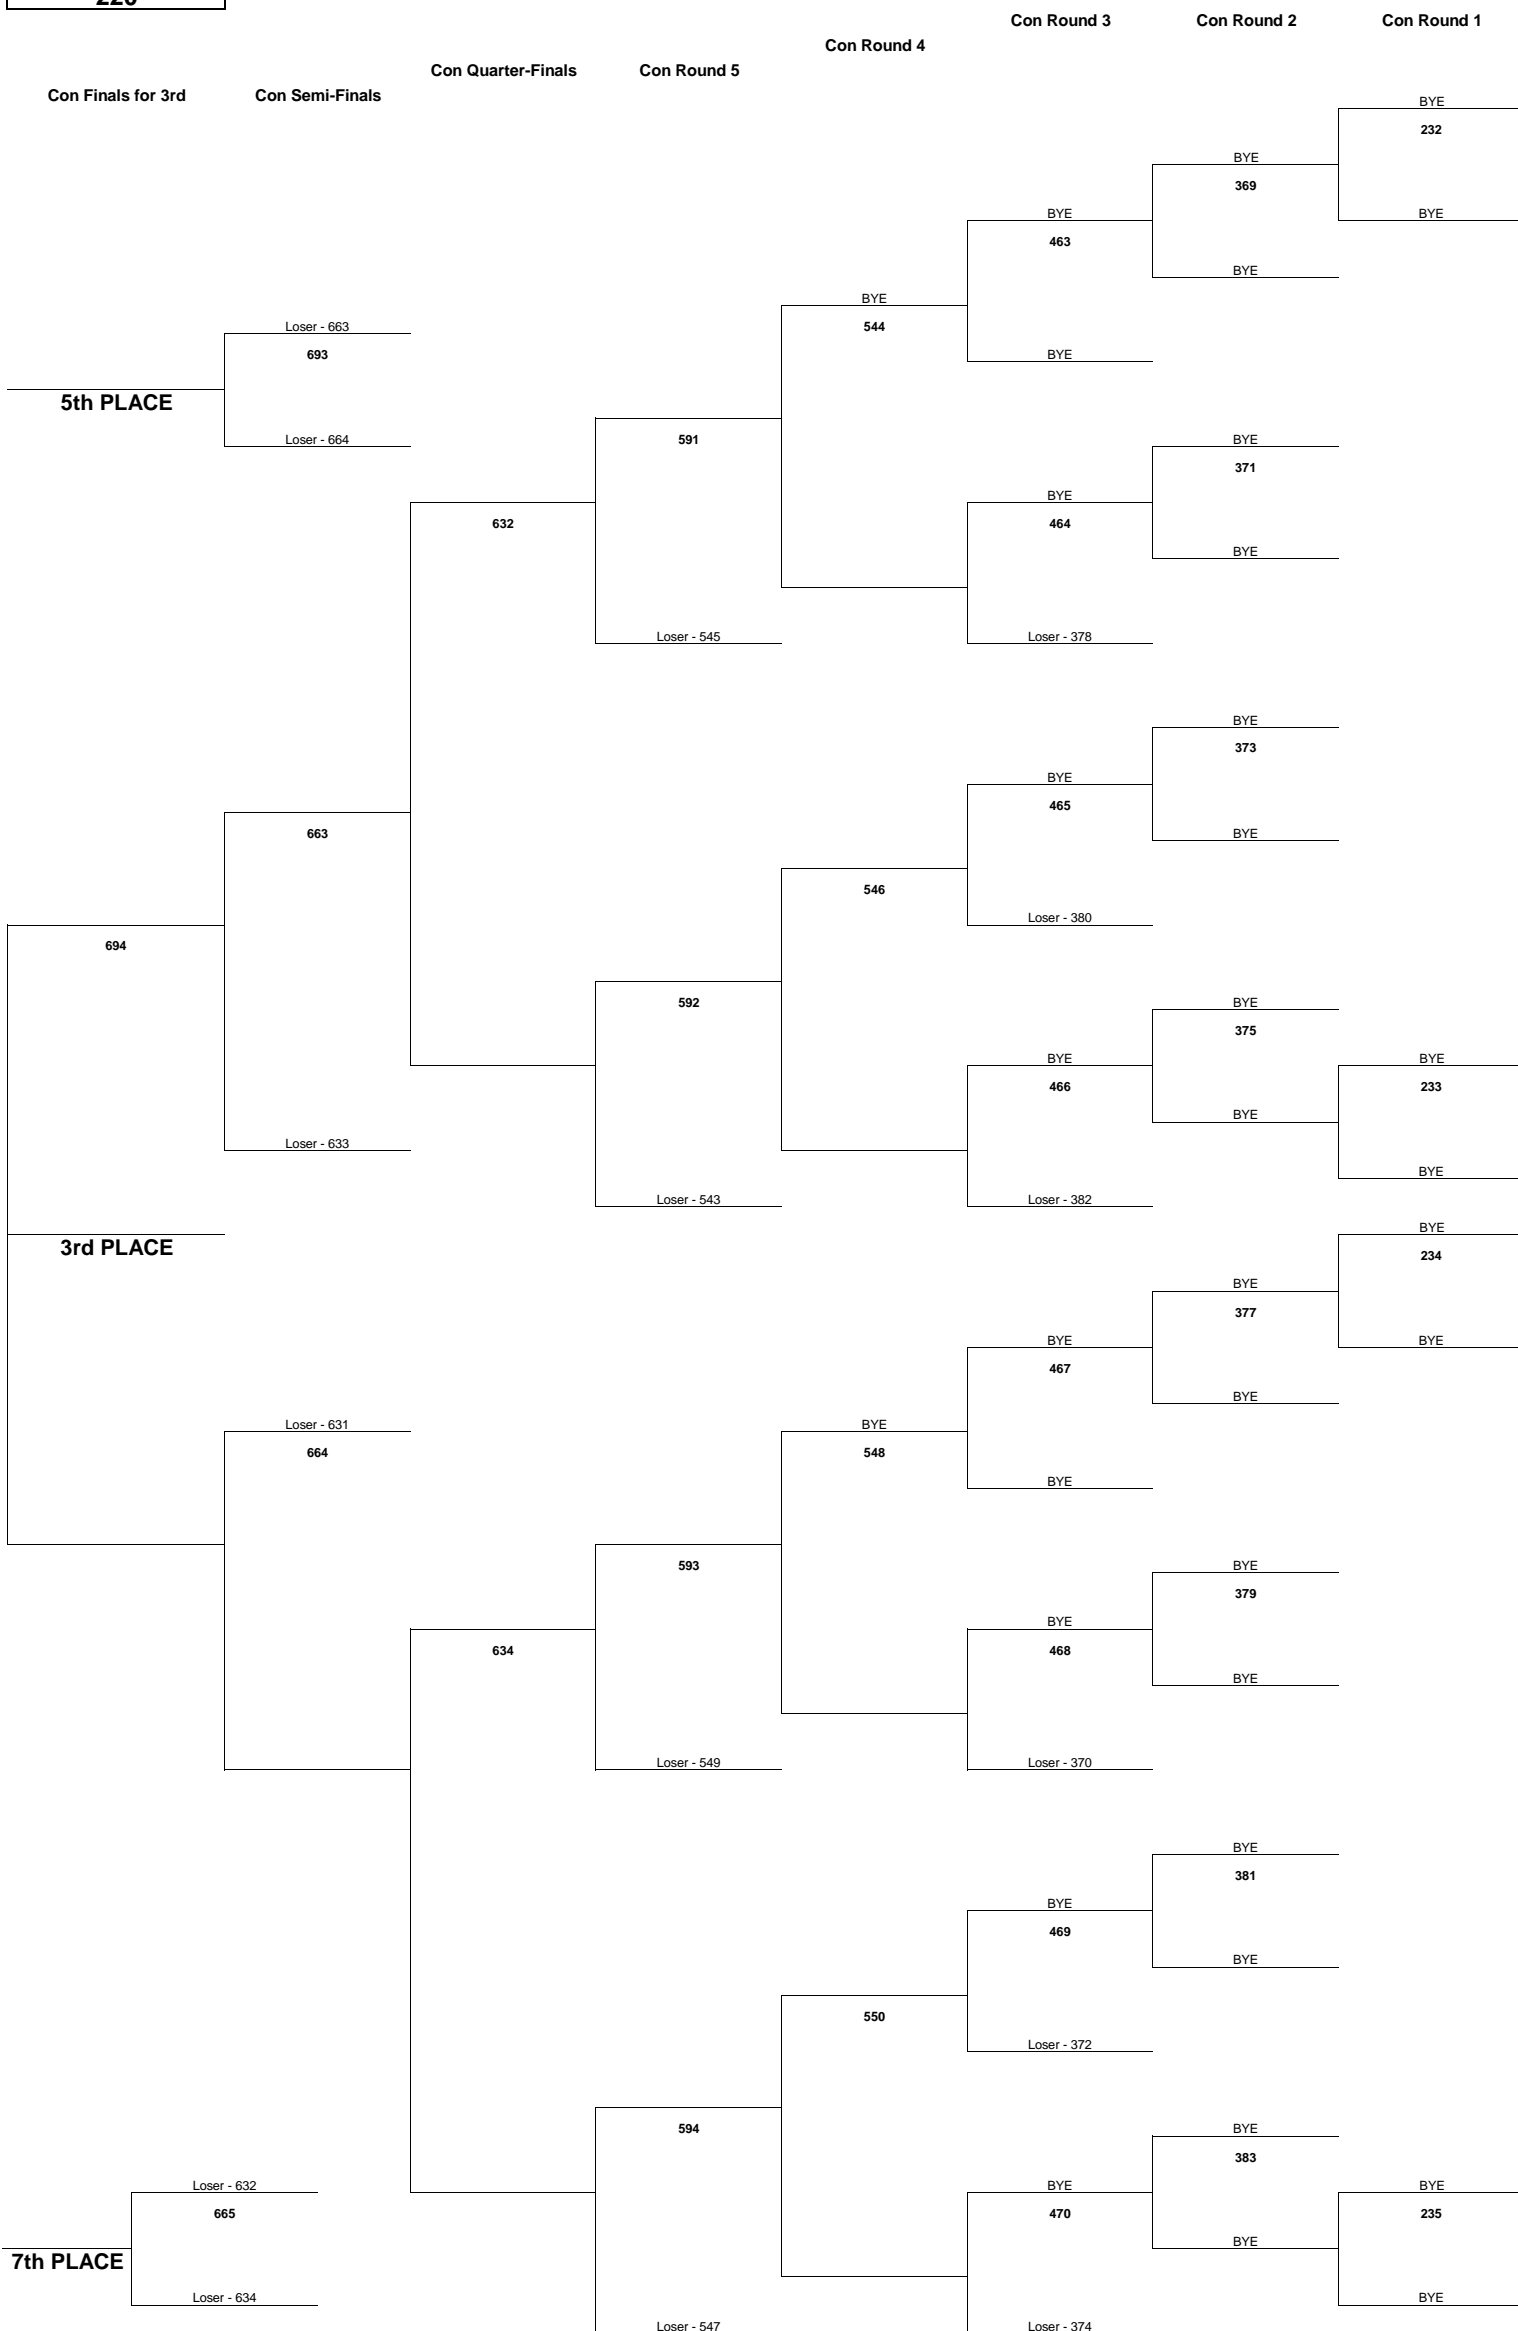 220
Con Round 3 Con Round 2 Con Round 1
Con Round 4
Con Quarter-Finals Con Round 5
Con Finals for 3rd Con Semi-Finals
BYE
232
BYE
369
BYE BYE
463
BYE
BYE
544
Loser - 663
693
BYE
5th PLACE
Loser - 664
591
BYE
371
BYE
632
464
BYE
Loser - 545
Loser - 378
BYE
373
BYE
465
663
BYE
546
Loser - 380
694
592
BYE
375
BYE BYE
466
233
BYE
Loser - 633
BYE
Loser - 543
Loser - 382
BYE
3rd PLACE
234
BYE
377
BYE BYE
467
BYE
Loser - 631
BYE
664
548
BYE
593
BYE
379
BYE
634
468
BYE
Loser - 549
Loser - 370
BYE
381
BYE
469
BYE
550
Loser - 372
594
BYE
383
Loser - 632
BYE BYE
665
470
235
BYE
7th PLACE
Loser - 634
BYE
Loser - 547
Loser - 374